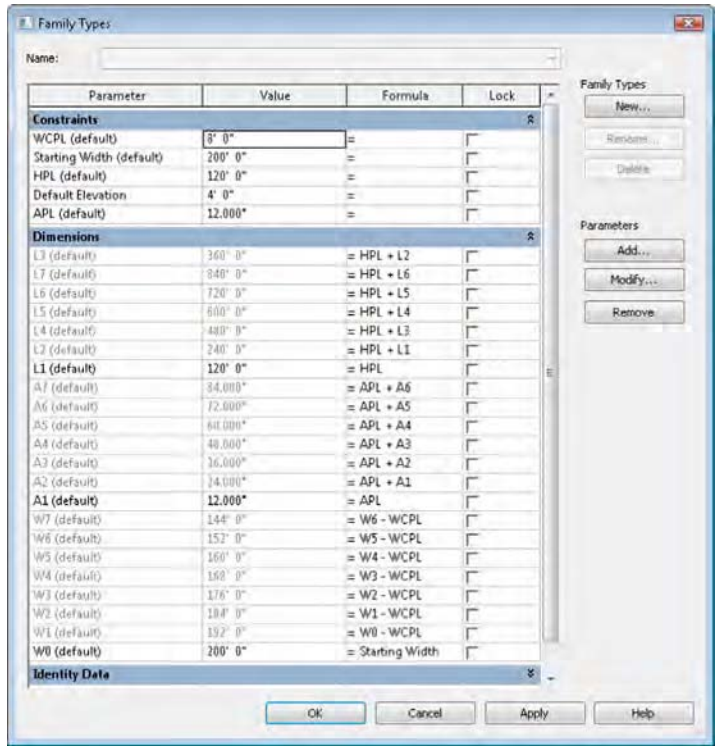 Family Types
Name:
Parameter Value Formula Lock
Constraints
WCPL (default) 8' 0" =
Starting Width (default) 200' 0" =
HPL (default) 120' 0" =
Default Elevation 4' 0" =
APL (default) 12.000° =
Dimensions
L3 (default) 360' 0" = HPL + L2
L7 (default) 840' 0" = HPL + L6
L6 (default) 720' 0" = HPL + L5
L5 (default) 600' 0" = HPL + L4
L4 (default) 480' 0" = HPL + L3
L2 (default) 240' 0" = HPL + L1
L1 (default) 120' 0" = HPL
A7 (default) 84.000° = APL + A6
A6 (default) 72.000° = APL + A5
A5 (default) 60.000° = APL + A4
A4 (default) 48.000° = APL + A3
A3 (default) 36.000° = APL + A2
A2 (default) 24.000° = APL + A1
A1 (default) 12.000° = APL
W7 (default) 144' 0" = W6 - WCPL
W6 (default) 152' 0" = W5 - WCPL
W5 (default) 160' 0" = W4 - WCPL
W4 (default) 168' 0" = W3 - WCPL
W3 (default) 176' 0" = W2 - WCPL
W2 (default) 184' 0" = W1 - WCPL
W1 (default) 192' 0" = W0 - WCPL
W0 (default) 200' 0" = Starting Width
Identity Data
Family Types
New...
Rename...
Delete
Parameters
Add...
Modify...
Remove
OK Cancel Apply Help